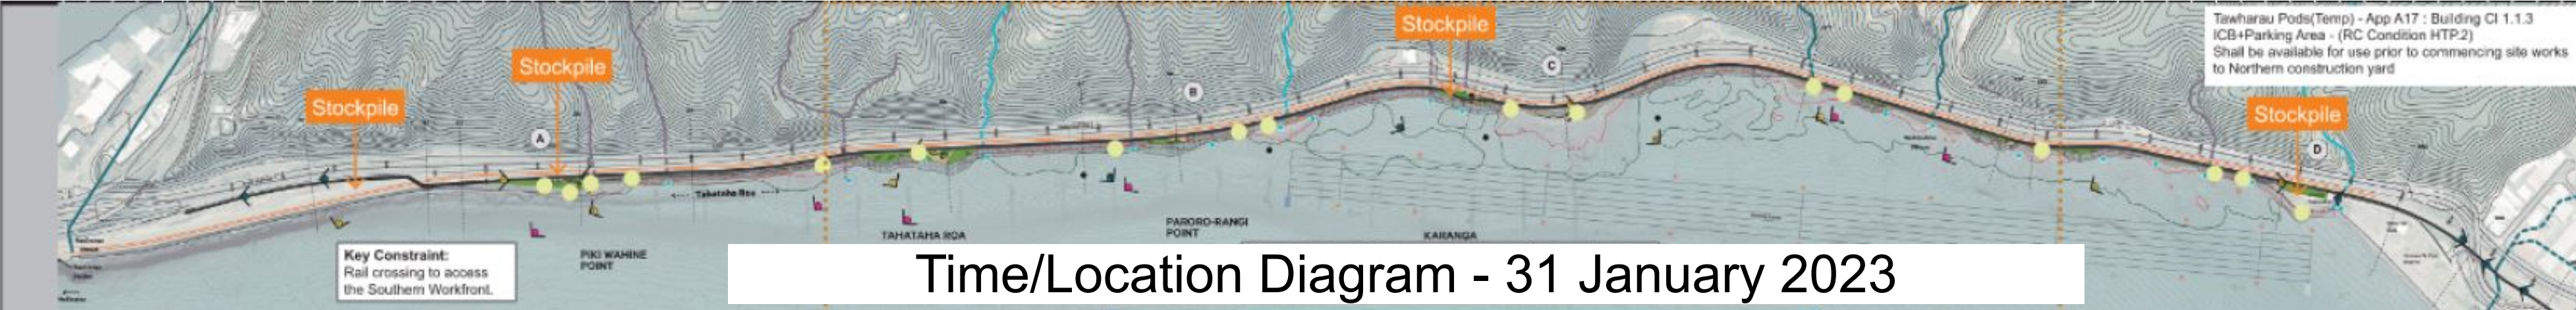 Stockpile
Tawharau Pods(Temp) - App A17 : Building CI 1.1.3
ICB+Parking Area - (RC Condition HTP.2)
Shall be available for use prior to commencing site works
to Northern construction yard
Stockpile
Stockpile
Stockpile
A
B
C
D
Takataha Roa
TAHATAHA ROA
PARORO-RANGI
POINT
KARANGA
PIKI WAHINE
POINT
Key Constraint:
Rail crossing to access
the Southern Workfront.
Time/Location Diagram - 31 January 2023